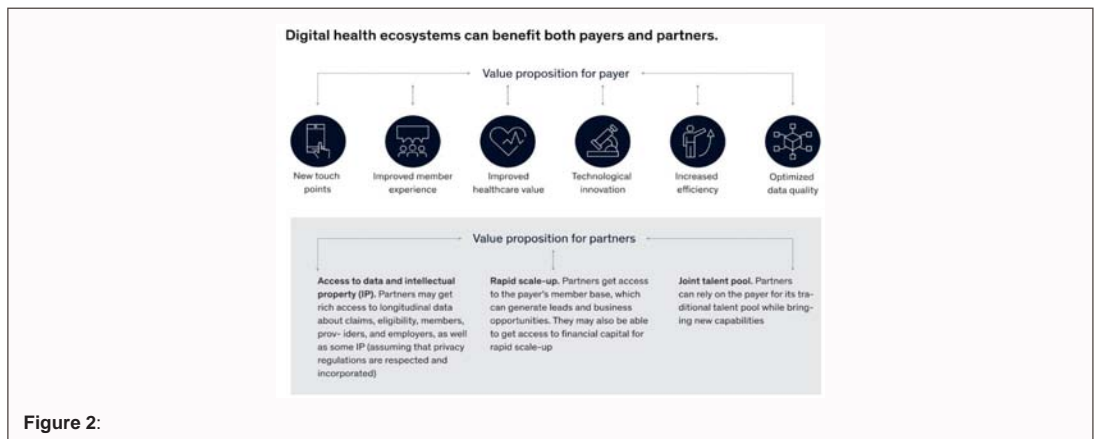 Digital health ecosystems can benefit both payers and partners.
Value proposition for payer
New touch
points
Improved member
experience
Improved
healthcare value
Technological
innovation
Increased
efficiency
Optimized
data quality
Value proposition for partners
Access to data and intellectual
property (IP). Partners may get
rich access to longitudinal data
about claims, eligibility, members,
prov- iders, and employers, as well
as some IP (assuming that privacy
regulations are respected and
incorporated)
Rapid scale-up. Partners get access
to the payer's member base, which
can generate leads and business
opportunities. They may also be able
to get access to financial capital for
rapid scale-up
Joint talent pool. Partners
can rely on the payer for its tra-
ditional talent pool while bring-
ing new capabilities
Figure 2: